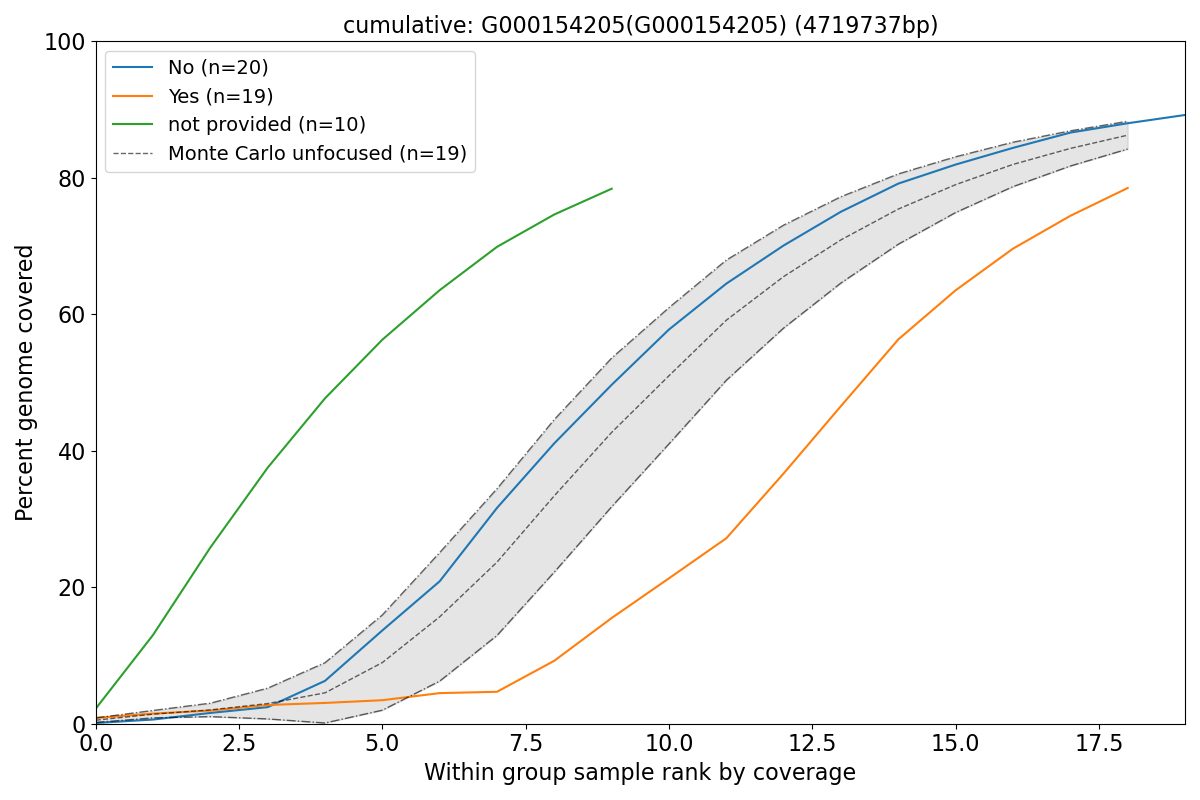 cumulative: G000154205(G000154205) (4719737bp)
100
80
60
40
20
0
Percent genome covered
No (n=20)
Yes (n=19)
not provided (n=10)
Monte Carlo unfocused (n=19)
0.0 2.5 5.0 7.5 10.0 12.5 15.0 17.5
Within group sample rank by coverage